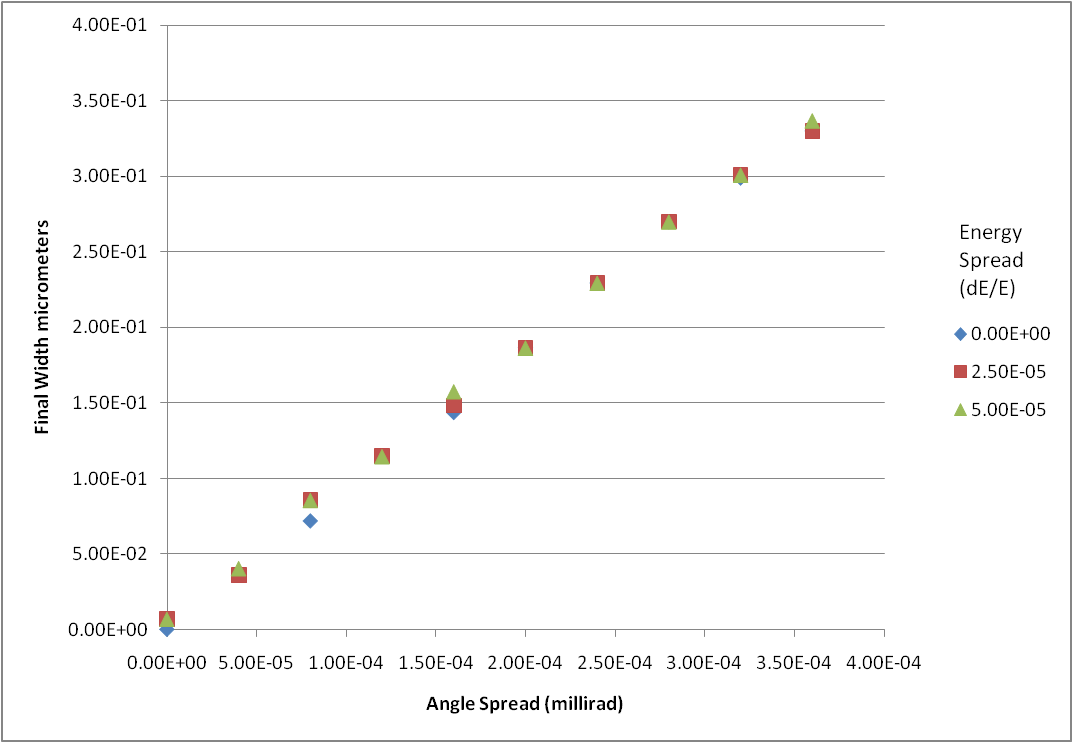 4.00E-01
3.50E-01
3.00E-01
2.50E-01
2.00E-01
1.50E-01
1.00E-01
5.00E-02
0.00E+00
Final Width micrometers
0.00E+00 5.00E-05 1.00E-04 1.50E-04 2.00E-04 2.50E-04 3.00E-04 3.50E-04 4.00E-04
Angle Spread (millirad)
Energy
Spread
(dE/E)
0.00E+00
2.50E-05
5.00E-05